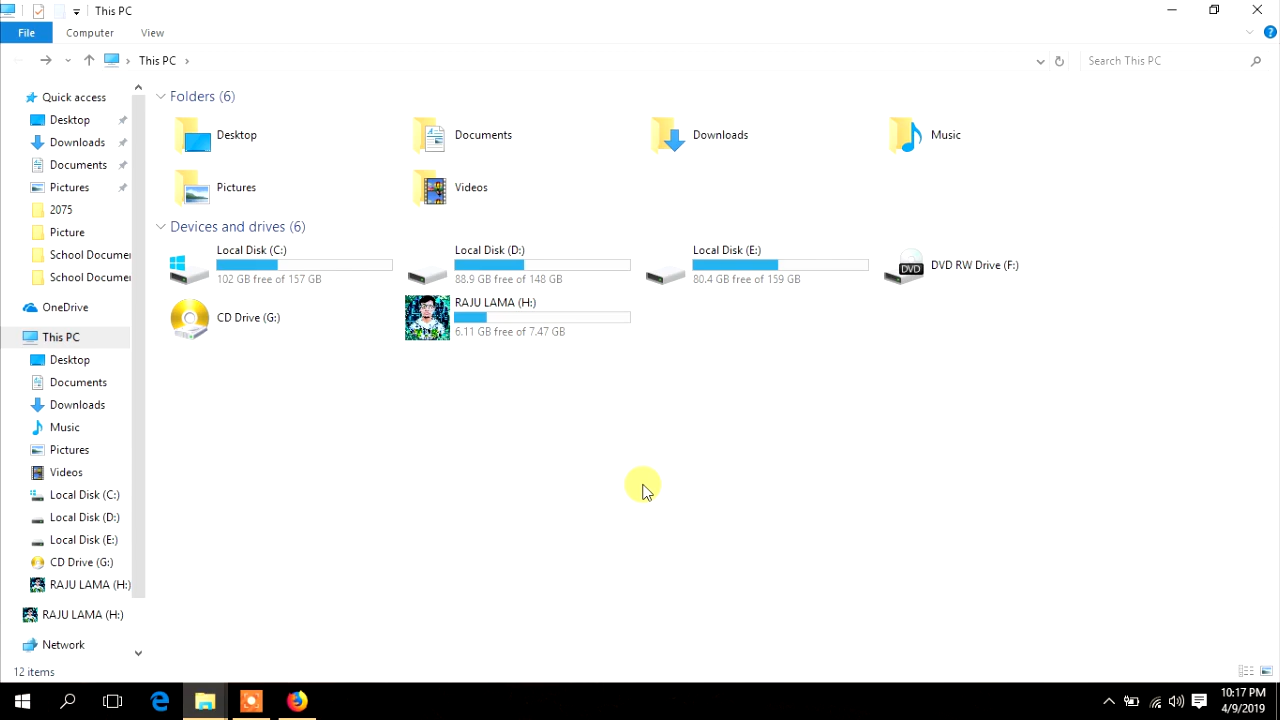 This PC
File Computer View
This PC
Search This PC
Quick access
Desktop
Downloads
Documents
Pictures
2075
Picture
School Documer
School Documer
OneDrive
This PC
Desktop
Documents
Downloads
Music
Pictures
Videos
Local Disk (C:)
Local Disk (D:)
Local Disk (E:)
CD Drive (G:)
RAJU LAMA (H:)
RAJU LAMA (H:)
Network
Folders (6)
Desktop
Documents
Downloads
Music
Pictures
Videos
Devices and drives (6)
Local Disk (C:)
102 GB free of 157 GB
Local Disk (D:)
88.9 GB free of 148 GB
Local Disk (E:)
80.4 GB free of 159 GB
DVD
DVD RW Drive (F:)
CD Drive (G:)
RAJU LAMA (H:)
6.11 GB free of 7.47 GB
12 items
10:17 PM
4/9/2019